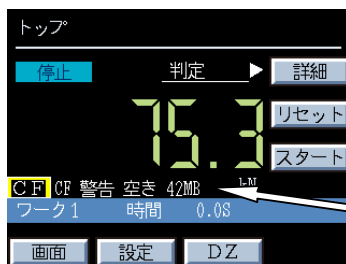 トップ
停止 判定 ▶ 詳細
75.3
リセット
スタート
CF CF 警告 空き 42MB
ワーク1 時間 0.0S
画面 設定 DZ